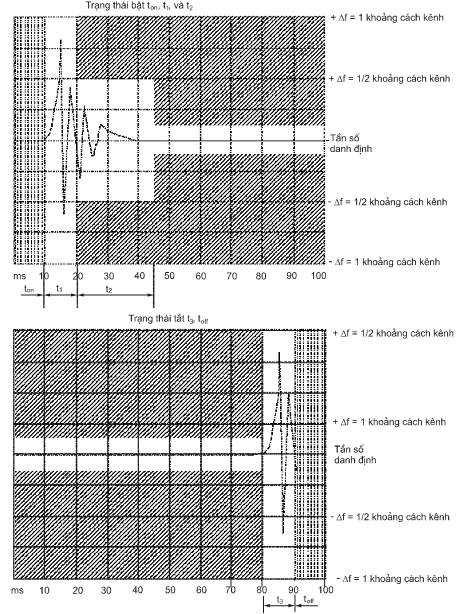 Trạng thái bật ton, t1, và t2
+ Δf = 1 khoảng cách kênh
+ Δf = 1/2 khoảng cách kênh
Tần số
danh định
- Δf = 1/2 khoảng cách kênh
- Δf = 1 khoảng cách kênh
ms 10 20 30 40 50 60 70 80 90 100
ton t1 t2
Trạng thái tắt t3, toff
+ Δf = 1/2 khoảng cách kênh
+ Δf = 1 khoảng cách kênh
Tần số
danh định
- Δf = 1/2 khoảng cách kênh
- Δf = 1 khoảng cách kênh
ms 10 20 30 40 50 60 70 80 90 100
t3 toff